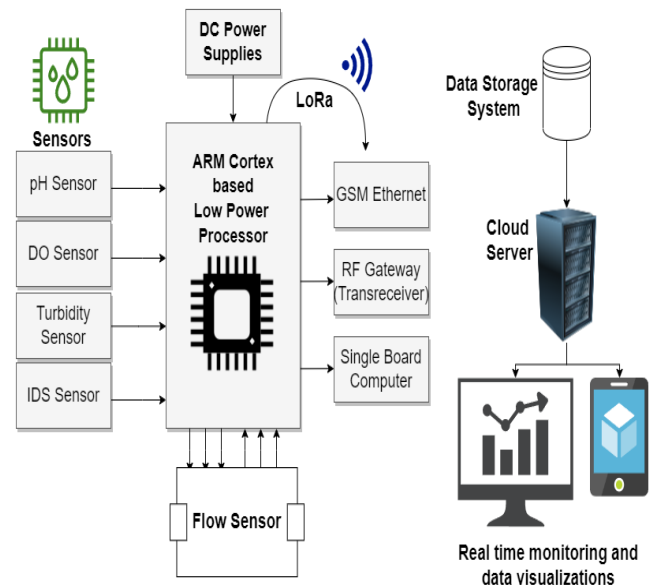 DC Power
Supplies
LoRa
Sensors
pH Sensor
DO Sensor
Turbidity
Sensor
IDS Sensor
ARM Cortex
based
Low Power
Processor
GSM Ethernet
RF Gateway
(Transreceiver)
Single Board
Computer
Flow Sensor
Data Storage
System
Cloud
Server
Real time monitoring and
data visualizations